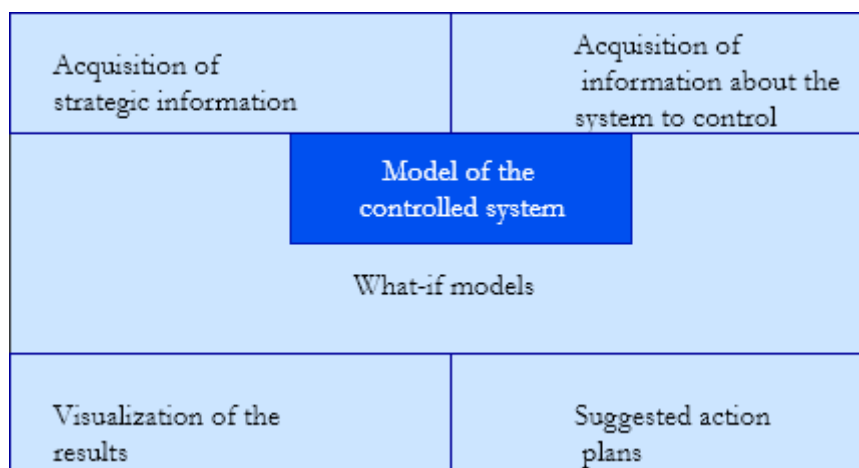 Acquisition of
strategic information
Acquisition of
information about the
system to control
Model of the
controlled system
What-if models
Visualization of the
results
Suggested action
plans